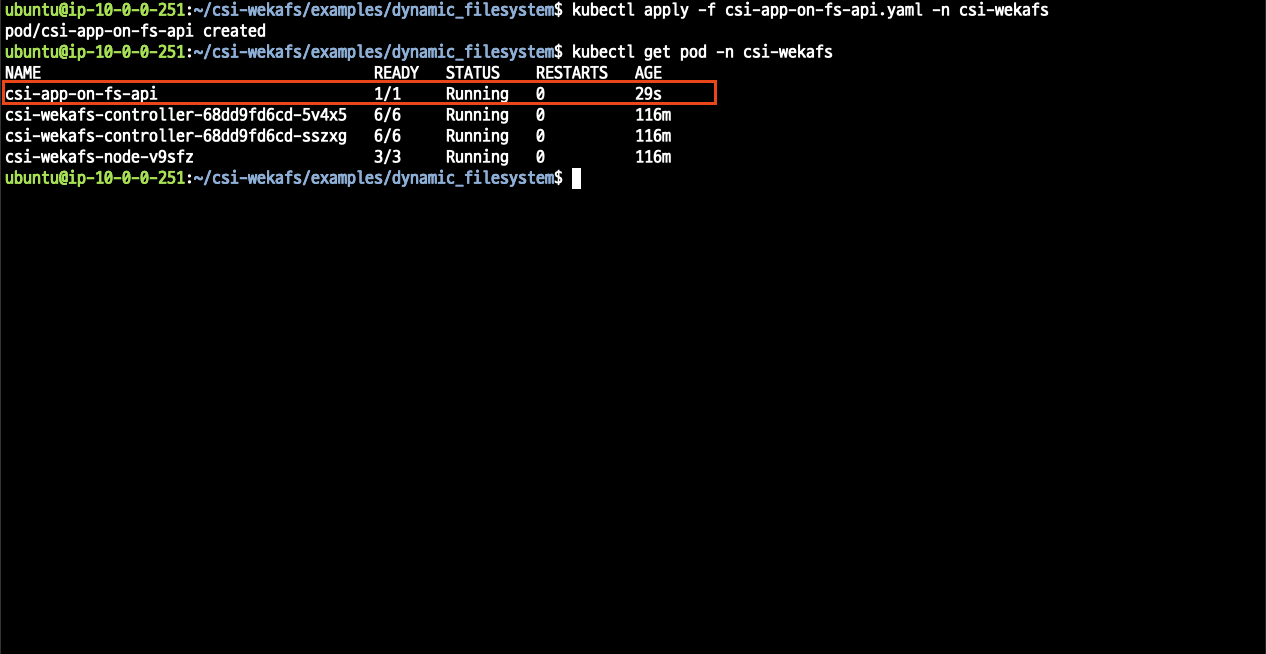 ubuntu@ip-10-0-0-251:~/csi-wekafs/examples/dynamic_filesystem$ kubectl apply -f csi-app-on-fs-api.yaml -n csi-wekafs
pod/csi-app-on-fs-api created
ubuntu@ip-10-0-0-251:~/csi-wekafs/examples/dynamic_filesystem$ kubectl get pod -n csi-wekafs
NAME                                     READY   STATUS    RESTARTS   AGE
csi-app-on-fs-api                        1/1     Running   0          29s
csi-wekafs-controller-68dd9fd6cd-5v4x5   6/6     Running   0          116m
csi-wekafs-controller-68dd9fd6cd-sszxg   6/6     Running   0          116m
csi-wekafs-node-v9sfz                    3/3     Running   0          116m
ubuntu@ip-10-0-0-251:~/csi-wekafs/examples/dynamic_filesystem$